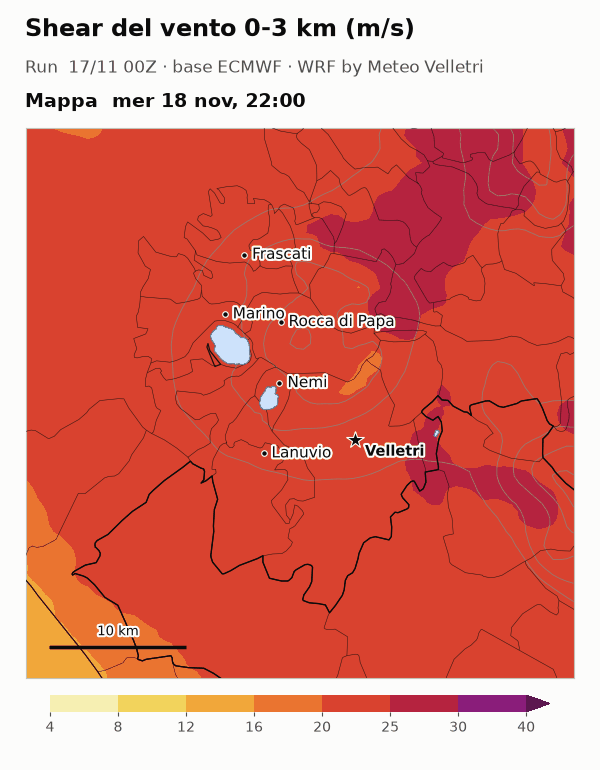 Shear del vento 0-3 km (m/s)
Run 17/11 00Z · base ECMWF · WRF by Meteo Velletri
Mappa mer 18 nov, 22:00
Frascati
Marino
Rocca di Papa
Nemi
Velletri
Lanuvio
10 km
4 8 12 16 20 25 30 40